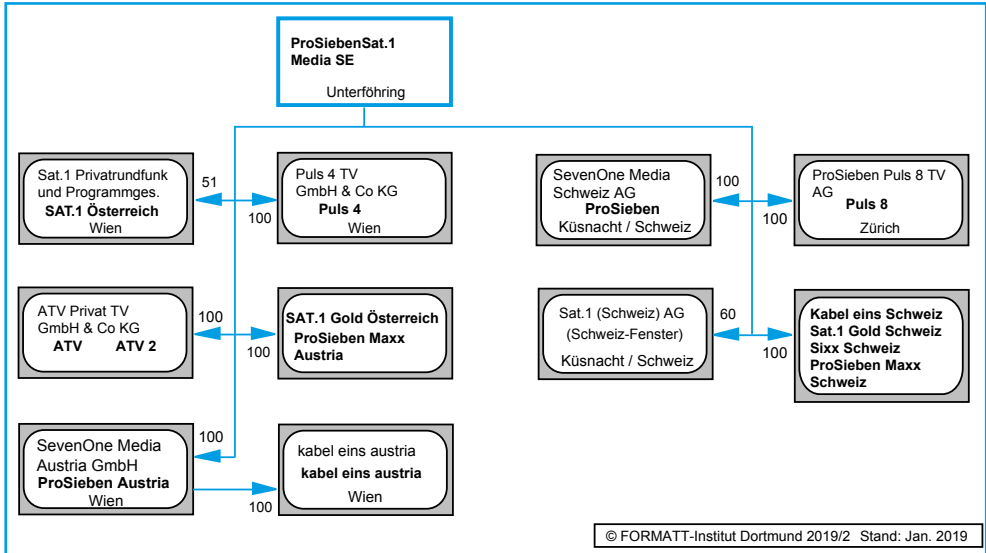 ProSiebenSat.1
Media SE
Unterföhring
Sat.1 Privatrundfunk
und Programmges.
SAT.1 Österreich
Wien
51
100
Puls 4 TV
GmbH & Co KG
Puls 4
Wien
SevenOne Media
Schweiz AG
ProSieben
Küsnacht / Schweiz
100
100
ProSieben Puls 8 TV
AG
Puls 8
Zürich
ATV Privat TV
GmbH & Co KG
ATV ATV 2
100
100
SAT.1 Gold Österreich
ProSieben Maxx
Austria
Sat.1 (Schweiz) AG
(Schweiz-Fenster)
Küsnacht / Schweiz
60
100
Kabel eins Schweiz
Sat.1 Gold Schweiz
Sixx Schweiz
ProSieben Maxx
Schweiz
SevenOne Media
Austria GmbH
ProSieben Austria
Wien
100
100
kabel eins austria
kabel eins austria
Wien
© FORMATT-Institut Dortmund 2019/2 Stand: Jan. 2019